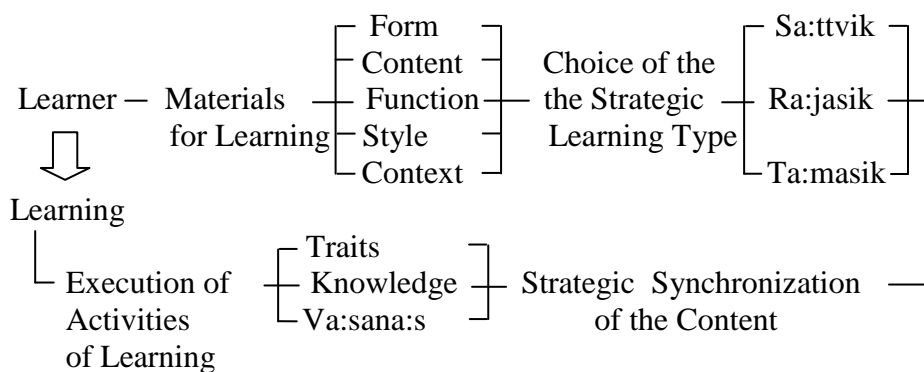 Form
Content
Function
Style
Context
Learner
Materials
for Learning
Choice of the
the Strategic
Learning Type
Sa:ttvik
Ra:jasik
Ta:masik
Learning
Execution of
Activities
of Learning
Traits
Knowledge
Va:sana:s
Strategic Synchronization
of the Content